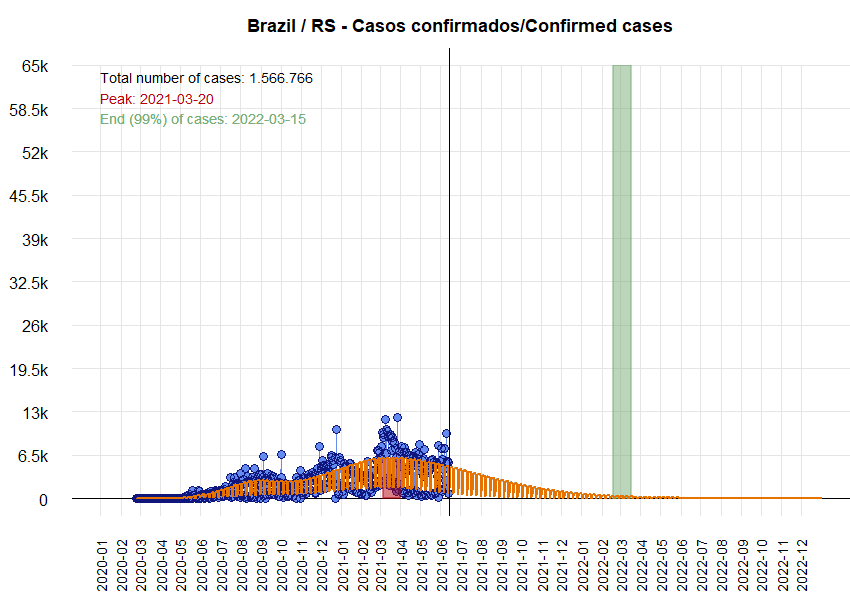 Brazil / RS - Casos confirmados/Confirmed cases
65k
Total number of cases: 1.566.766
Peak: 2021-03-20
58.5k
End (99%) of cases: 2022-03-15
52k
45.5k
39k
32.5k
26k
19.5k
13k
6.5k
0
2020-01
2020-02
2020-03
2020-04
2020-05
2020-06
2020-07
2020-08
2020-09
2020-10
2020-11
2020-12
2021-01
2021-02
2021-03
2021-04
2021-05
2021-06
2021-07
2021-08
2021-09
2021-10
2021-11
2021-12
2022-01
2022-02
2022-03
2022-04
2022-05
2022-06
2022-07
2022-08
2022-09
2022-10
2022-11
2022-12